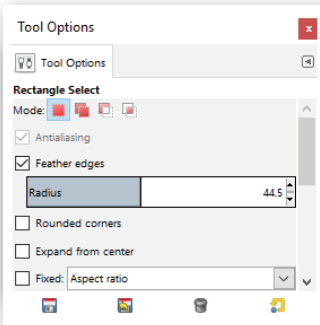 Tool Options
Tool Options
Rectangle Select
Mode:
Antialiasing
Feather edges
Radius 44.5
Rounded corners
Expand from center
Fixed: Aspect ratio